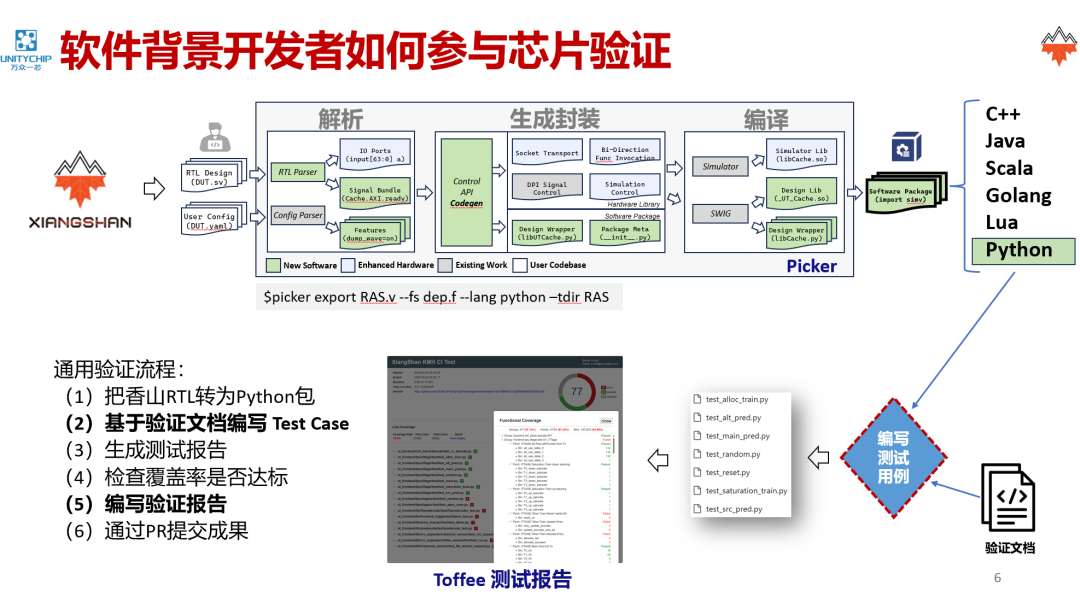 UNITYCHIP
万众一芯
软件背景开发者如何参与芯片验证
XIANGSHAN
RTL Design
(DUT.sv)
User Config
(DUT.yaml)
解析
RTL Parser
Config Parser
IO Ports
(input[63:0] a)
Signal Bundle
(Cache.AXI.ready)
Features
(dump_wave=on)
生成封装
Control
API
Codegen
Socket Transport
Bi-Direction
Func Invocation
DPI Signal
Control
Simulation
Control
Hardware Library
Software Package
Design Wrapper
(libUTCache.py)
Package Meta
(__init__.py)
编译
Simulator
SWIG
Simulator Lib
(libCache.so)
Design Lib
(_UT_Cache.so)
Design Wrapper
(libCache.py)
New Software
Enhanced Hardware
Existing Work
User Codebase
Picker
Software Package
(import simv)
C++
Java
Scala
Golang
Lua
Python
$picker export RAS.v --fs dep.f --lang python –tdir RAS
通用验证流程：
（1）把香山RTL转为Python包
（2）基于验证文档编写 Test Case
（3）生成测试报告
（4）检查覆盖率是否达标
（5）编写验证报告
（6）通过PR提交成果
XiangShan KMH CI Test
77
Functional Coverage
Toffee 测试报告
test_alloc_train.py
test_alt_pred.py
test_main_pred.py
test_random.py
test_reset.py
test_saturation_train.py
test_src_pred.py
编写
测试
用例
验证文档
6